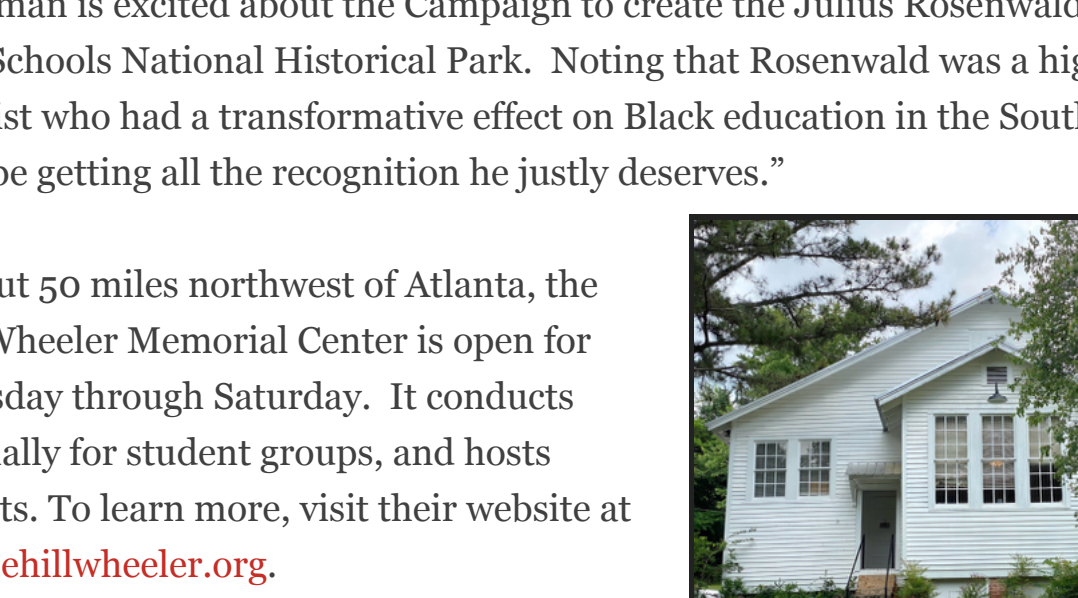 man is excited about the Campaign to create the Julius Rosenwald
Schools National Historical Park.  Noting that Rosenwald was a hig
ist who had a transformative effect on Black education in the Sout
be getting all the recognition he justly deserves.”
ut 50 miles northwest of Atlanta, the
Wheeler Memorial Center is open for
sday through Saturday.  It conducts
ally for student groups, and hosts
ts. To learn more, visit their website at
ehillwheeler.org.